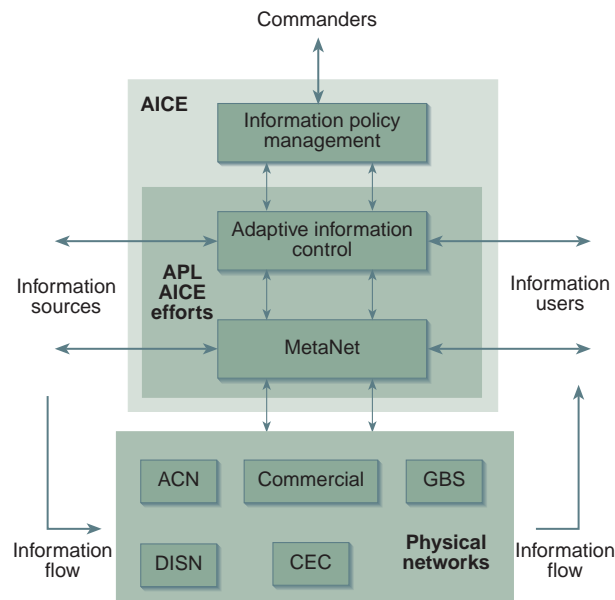 Commanders
AICE
Information policy
management
Adaptive information
control
Information
sources
APL
AICE
efforts
Information
users
MetaNet
ACN
Commercial
GBS
Information
flow
DISN
CEC
Physical
networks
Information
flow